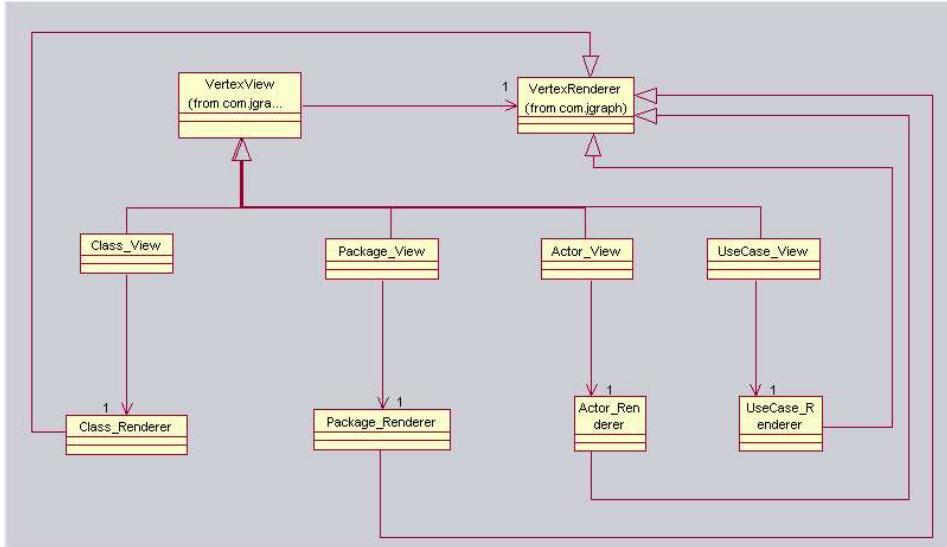 VertexView
(from com.jgra...
1
VertexRenderer
(from com.jgraph)
Class_View
Package_View
Actor_View
UseCase_View
1
Class_Renderer
1
Package_Renderer
1
Actor_Ren
derer
1
UseCase_R
enderer